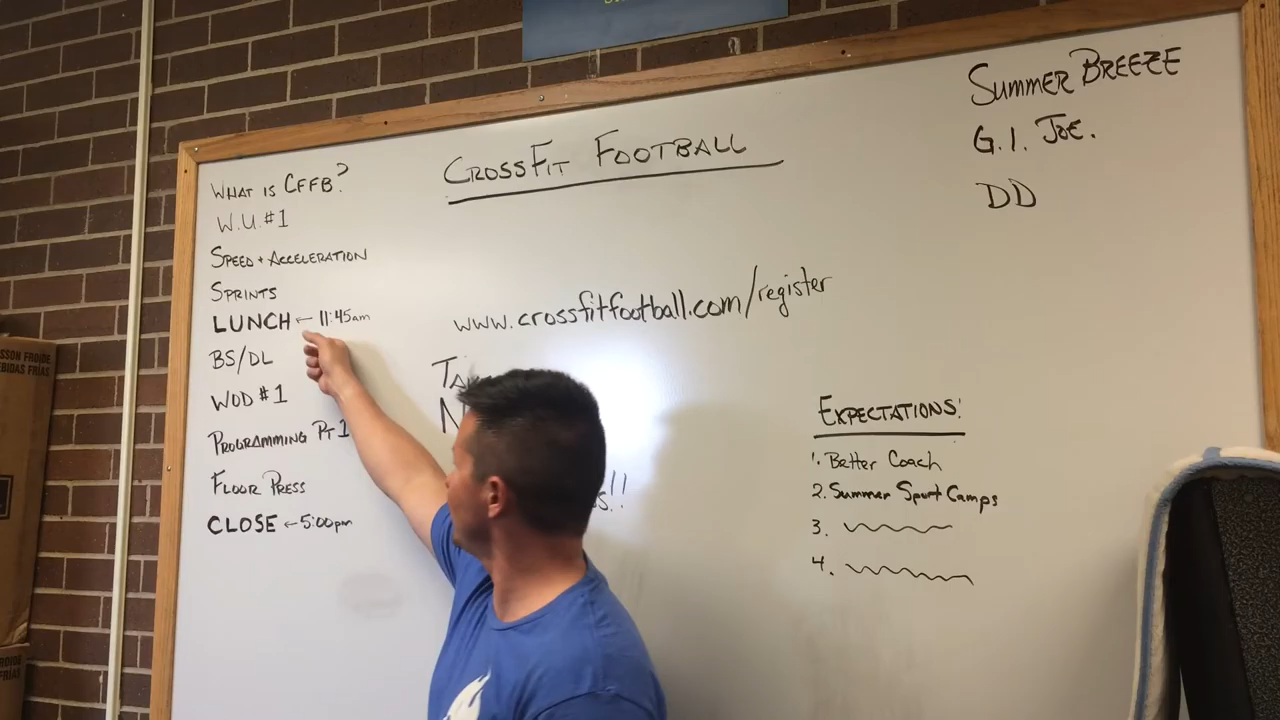 WHAT IS CFFB?
W.U. #1
SPEED + ACCELERATION
SPRINTS
LUNCH ← 11:45am
BS/DL
WOD #1
PROGRAMMING PT 1
FLOOR PRESS
CLOSE ← 5:00pm
CROSSFIT FOOTBALL
www.crossfitfootball.com/register
SUMMER BREEZE
G.I. JOE.
DD
EXPECTATIONS:
1. Better Coach
2. Summer Sport Camps
3.
4.